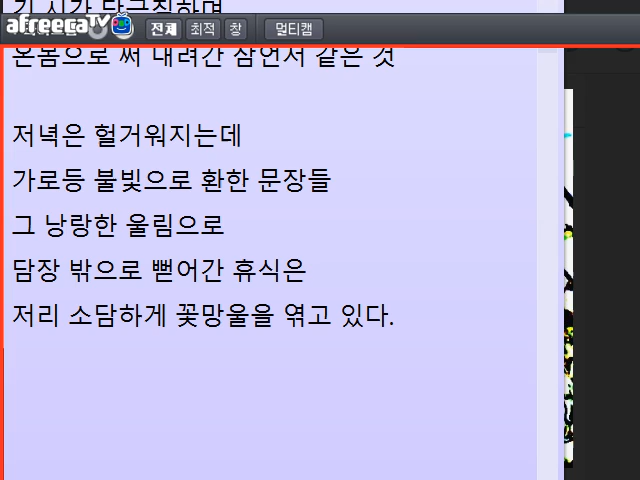 afreecaTV
전체 최적 창 멀티캠
온몸으로 써 내려간 참언서 같은 것
저녁은 헐거워지는데
가로등 불빛으로 환한 문장들
그 낭랑한 울림으로
담장 밖으로 뻗어간 휴식은
저리 소담하게 꽃망울을 엮고 있다.